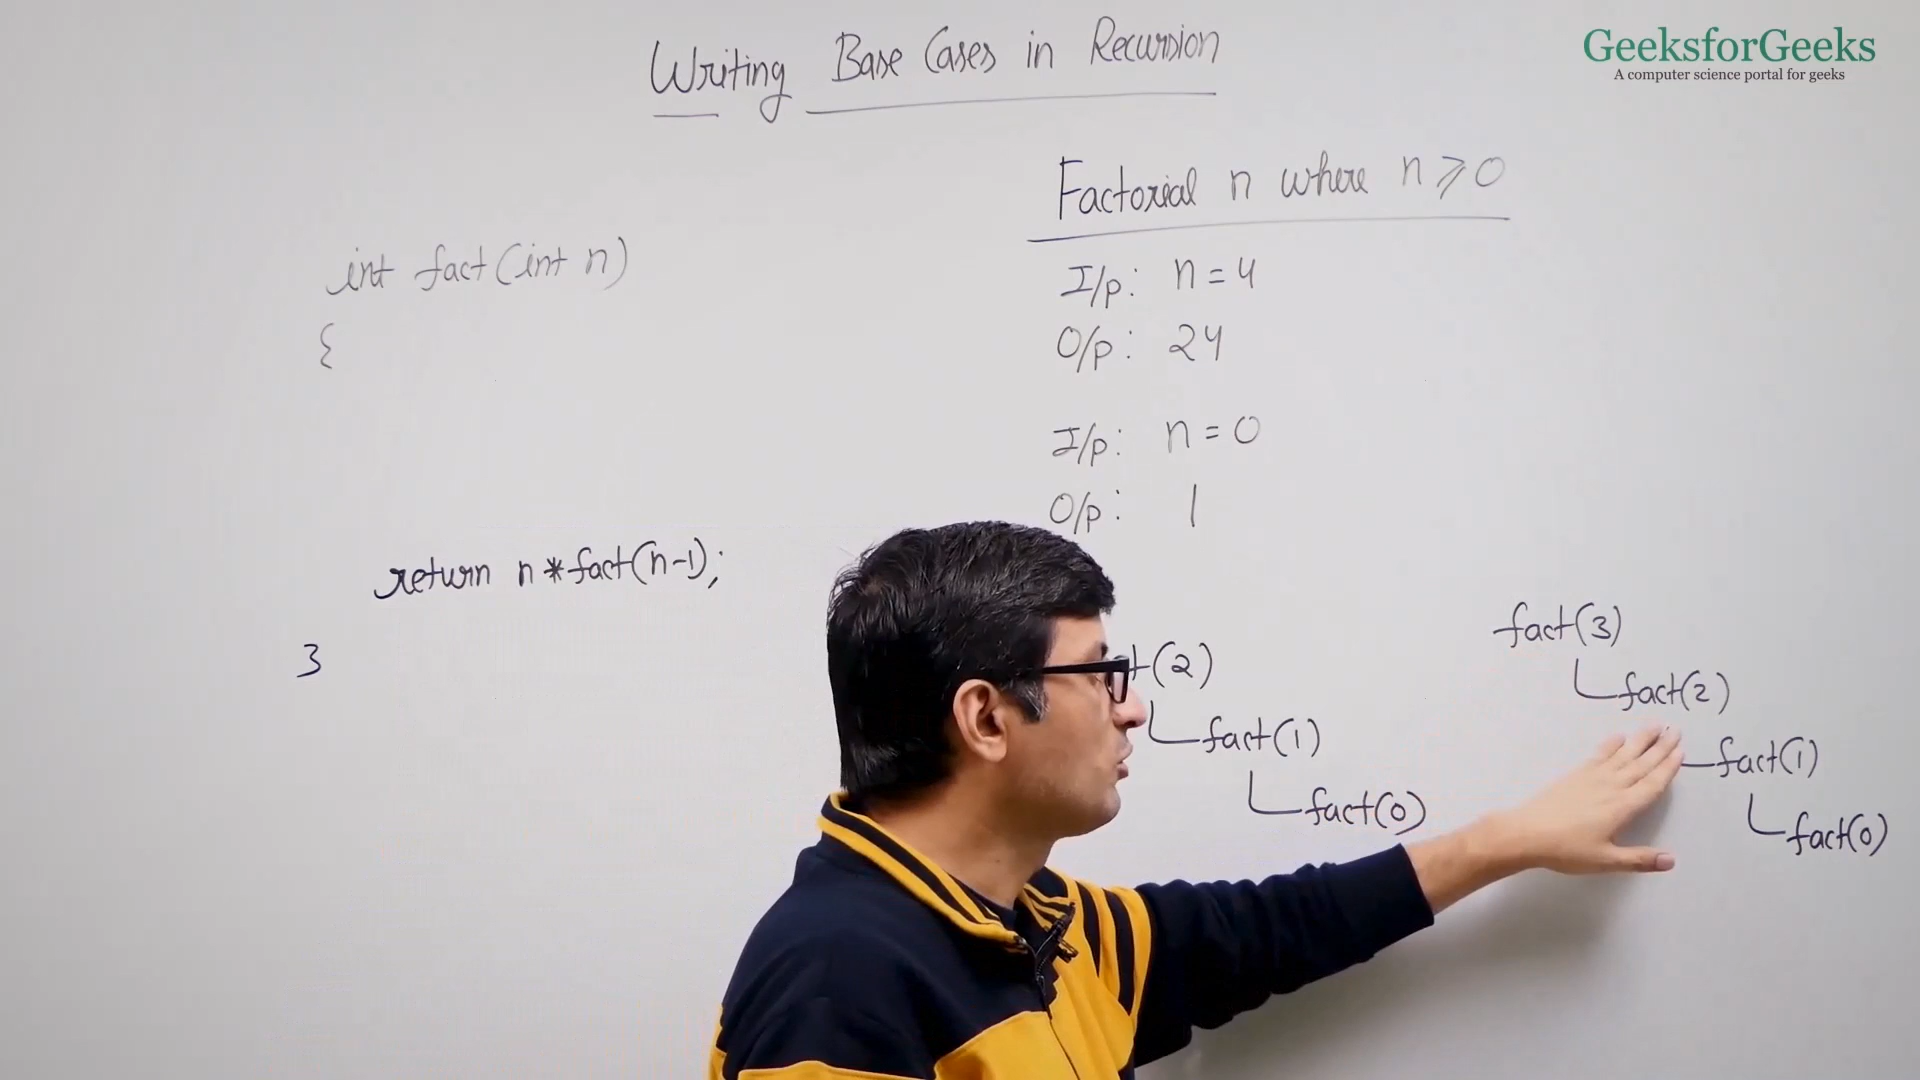 GeeksforGeeks
A computer science portal for geeks
Writing Base Cases in Recursion
int fact(int n)
{
return n*fact(n-1);
}
Factorial n where n ≥ 0
I/p: n = 4
O/p: 24
I/p: n = 0
O/p: 1
(2)
fact(1)
fact(0)
fact(3)
fact(2)
fact(1)
fact(0)